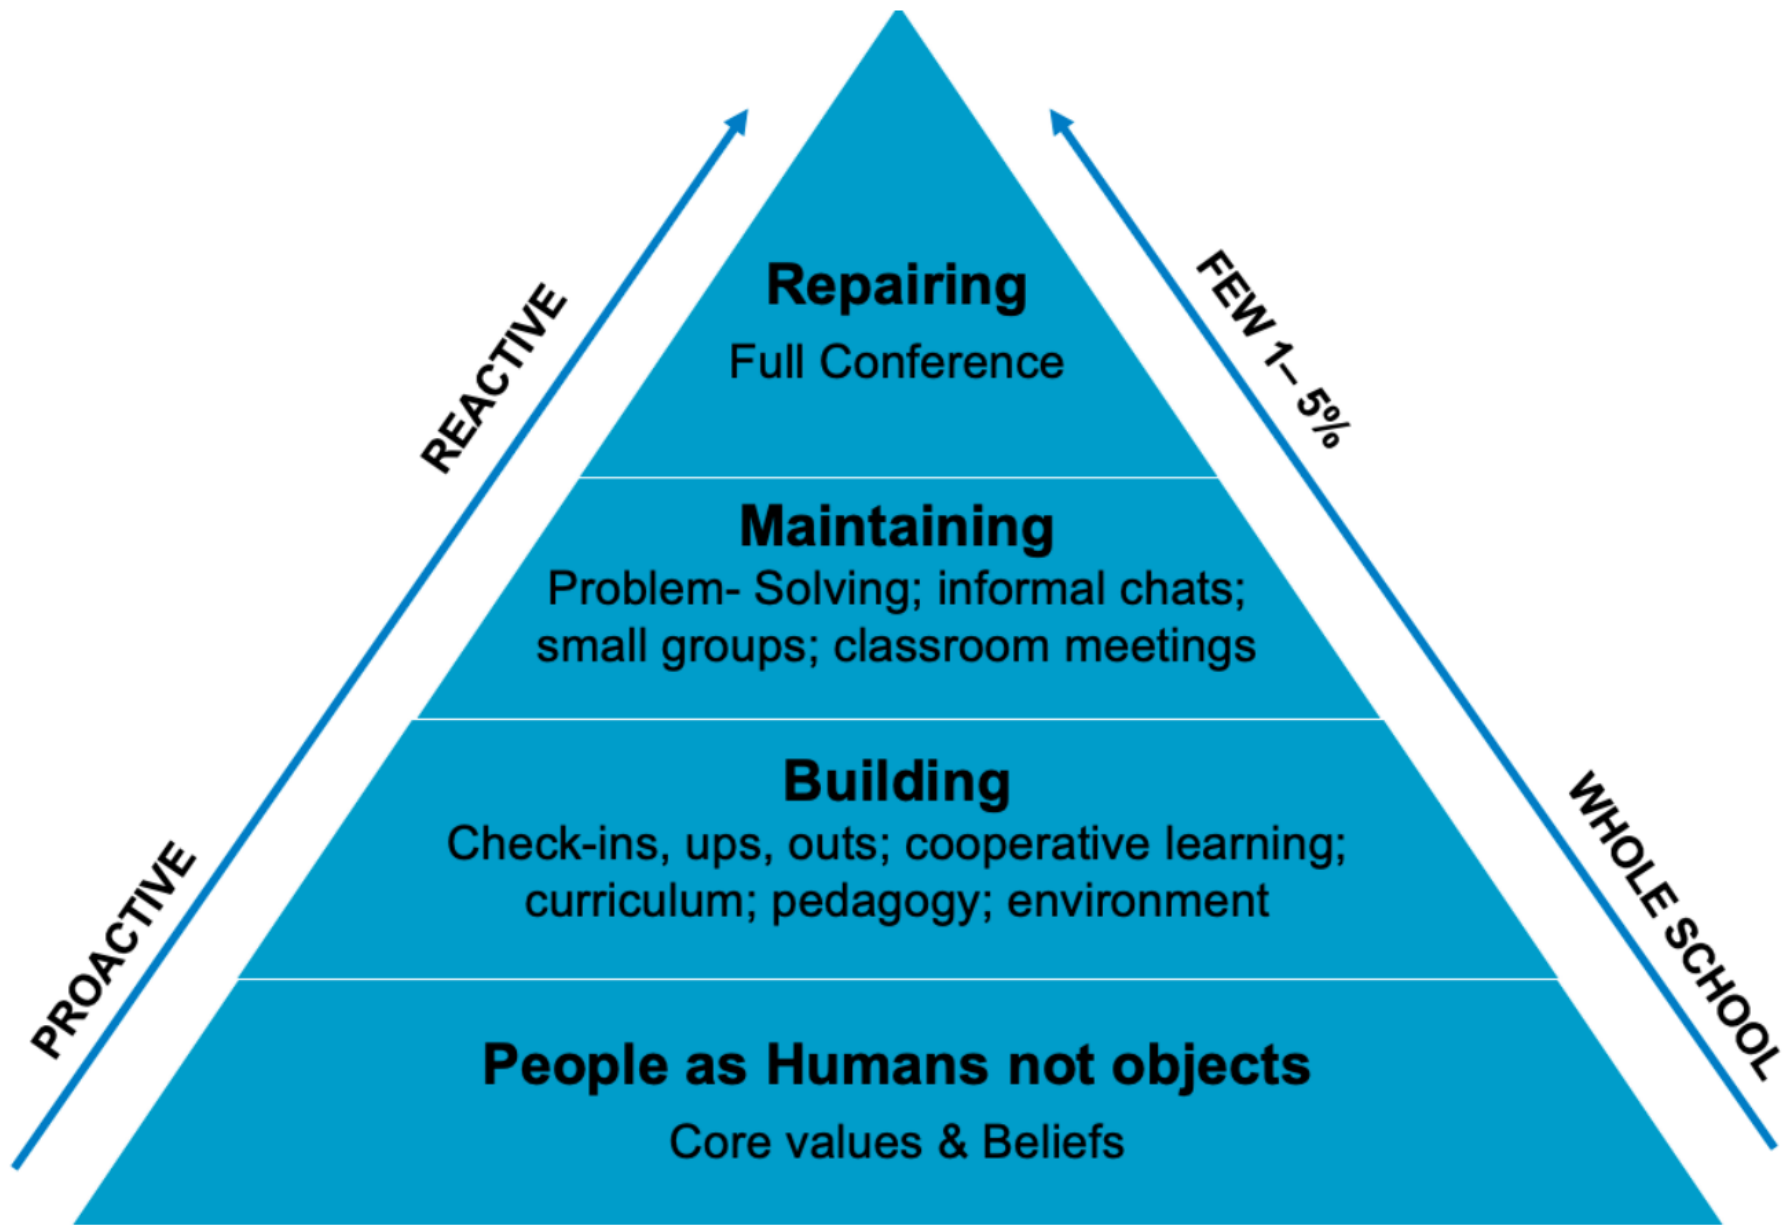 Repairing
Full Conference
REACTIVE
FEW 1– 5%
Maintaining
Problem- Solving; informal chats;
small groups; classroom meetings
Building
Check-ins, ups, outs; cooperative learning;
curriculum; pedagogy; environment
PROACTIVE
WHOLE SCHOOL
People as Humans not objects
Core values & Beliefs